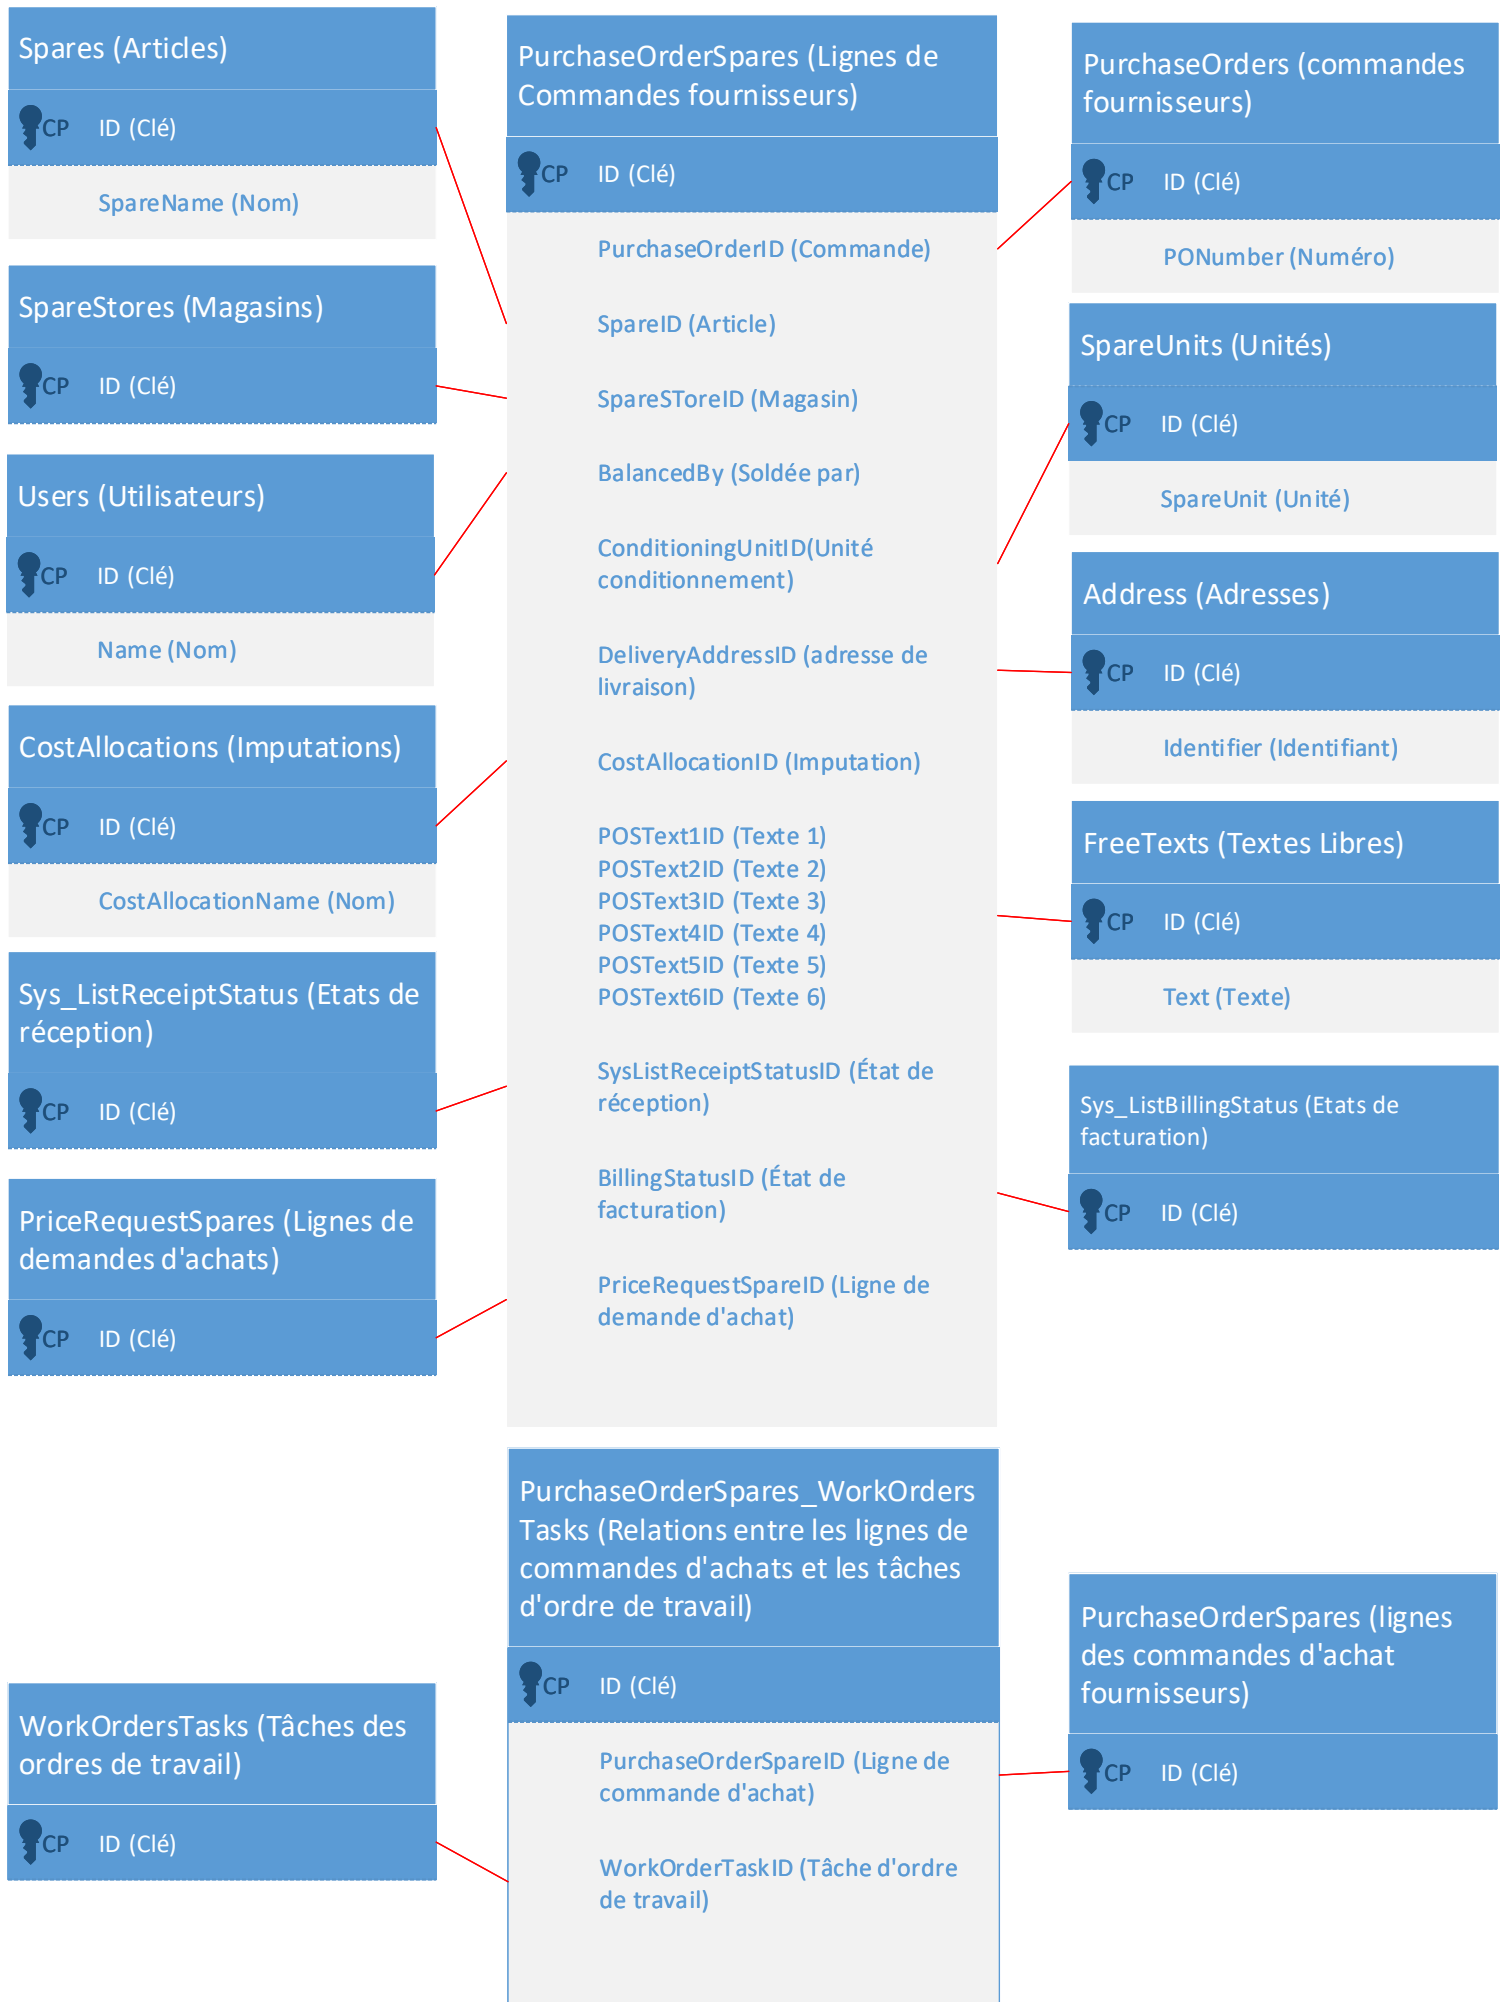 Spares (Articles)
CP ID (Clé)
SpareName (Nom)
SpareStores (Magasins)
CP ID (Clé)
Users (Utilisateurs)
CP ID (Clé)
Name (Nom)
CostAllocations (Imputations)
CP ID (Clé)
CostAllocationName (Nom)
Sys_ListReceiptStatus (Etats de
réception)
CP ID (Clé)
PriceRequestSpares (Lignes de
demandes d'achats)
CP ID (Clé)
PurchaseOrderSpares (Lignes de
Commandes fournisseurs)
CP ID (Clé)
PurchaseOrderID (Commande)
SpareID (Article)
SpareSToreID (Magasin)
BalancedBy (Soldée par)
ConditioningUnitID(Unité
conditionnement)
DeliveryAddressID (adresse de
livraison)
CostAllocationID (Imputation)
POSText1ID (Texte 1)
POSText2ID (Texte 2)
POSText3ID (Texte 3)
POSText4ID (Texte 4)
POSText5ID (Texte 5)
POSText6ID (Texte 6)
SysListReceiptStatusID (État de
réception)
BillingStatusID (État de
facturation)
PriceRequestSpareID (Ligne de
demande d'achat)
PurchaseOrders (commandes
fournisseurs)
CP ID (Clé)
PONumber (Numéro)
SpareUnits (Unités)
CP ID (Clé)
SpareUnit (Unité)
Address (Adresses)
CP ID (Clé)
Identifier (Identifiant)
FreeTexts (Textes Libres)
CP ID (Clé)
Text (Texte)
Sys_ListBillingStatus (Etats de
facturation)
CP ID (Clé)
WorkOrdersTasks (Tâches des
ordres de travail)
CP ID (Clé)
PurchaseOrderSpares_WorkOrders
Tasks (Relations entre les lignes de
commandes d'achats et les tâches
d'ordre de travail)
CP ID (Clé)
PurchaseOrderSpareID (Ligne de
commande d'achat)
WorkOrderTaskID (Tâche d'ordre
de travail)
PurchaseOrderSpares (lignes
des commandes d'achat
fournisseurs)
CP ID (Clé)